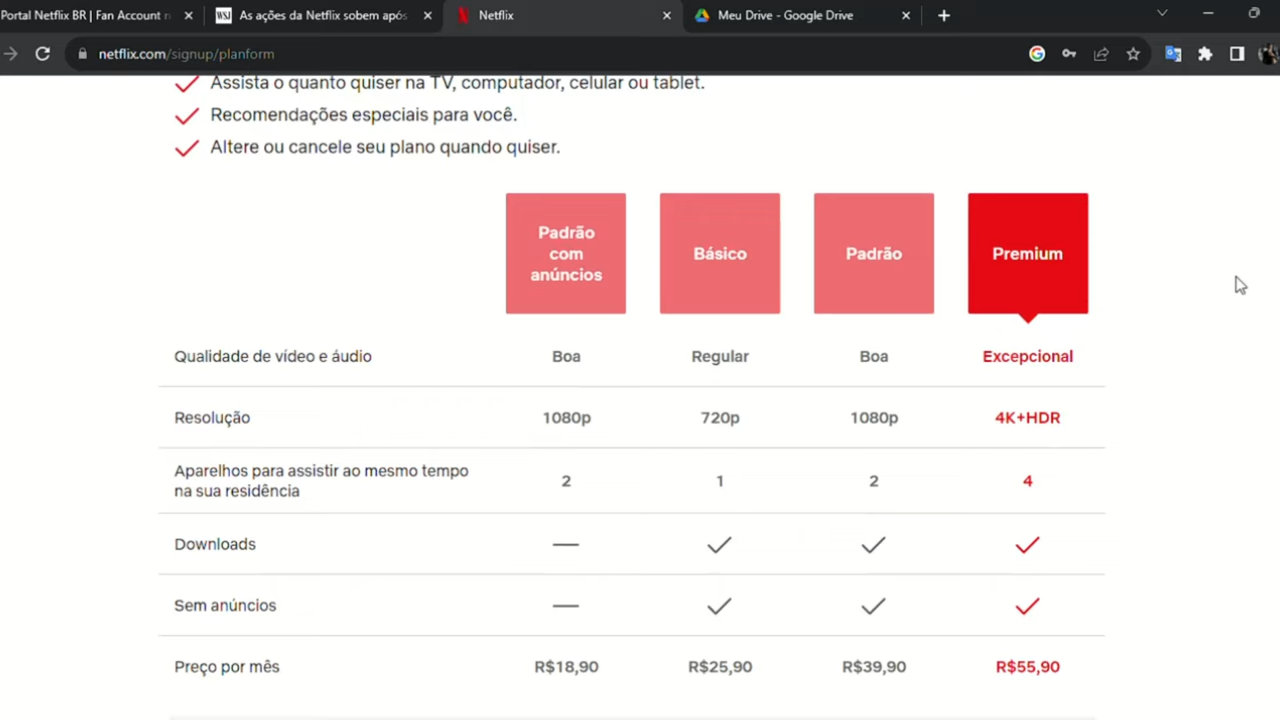 Portal Netflix BR | Fan Account
WSJ
As ações da Netflix sobem após
Netflix
Meu Drive - Google Drive
netflix.com/signup/planform
Assista o quanto quiser na TV, computador, celular ou tablet.
Recomendações especiais para você.
Altere ou cancele seu plano quando quiser.
Padrão
com
anúncios
Básico
Padrão
Premium
Qualidade de vídeo e áudio Boa Regular Boa Excepcional
Resolução 1080p 720p 1080p 4K+HDR
Aparelhos para assistir ao mesmo tempo
na sua residência 2 1 2 4
Downloads
Sem anúncios
Preço por mês R$18,90 R$25,90 R$39,90 R$55,90